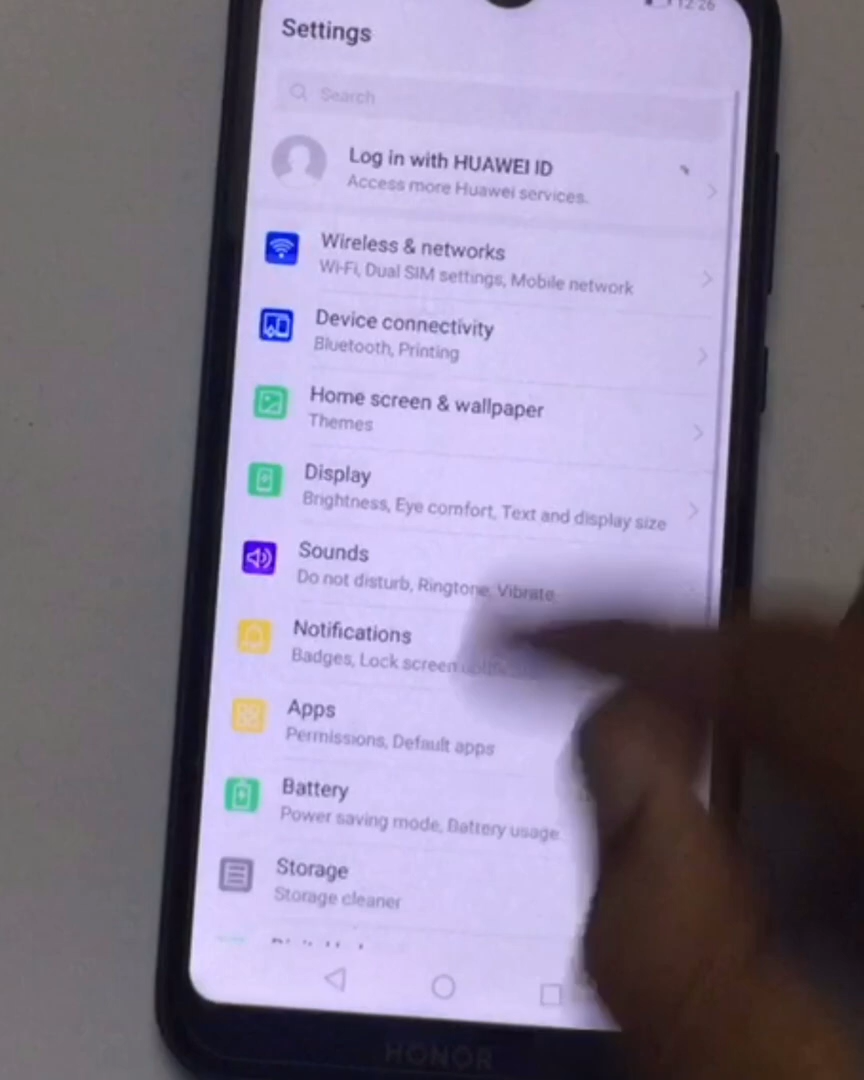 12:26
Settings
Search
Log in with HUAWEI ID
Access more Huawei services.
Wireless & networks
Wi-Fi, Dual SIM settings, Mobile network
Device connectivity
Bluetooth, Printing
Home screen & wallpaper
Themes
Display
Brightness, Eye comfort, Text and display size
Sounds
Do not disturb, Ringtone, Vibrate
Notifications
Badges, Lock screen
Apps
Permissions, Default apps
Battery
Power saving mode, Battery usage
Storage
Storage cleaner
HONOR